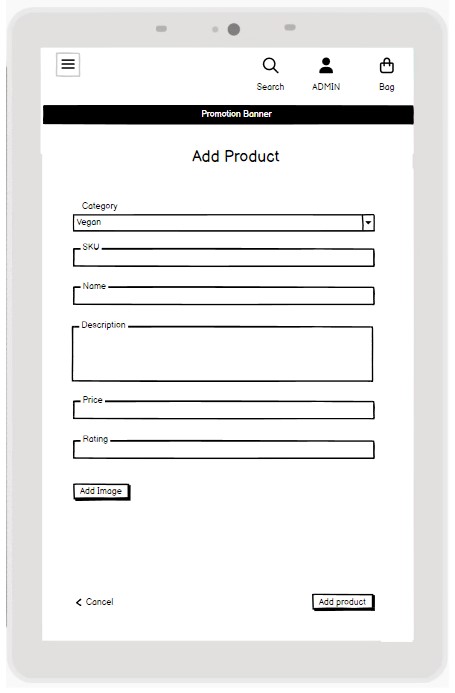 Search ADMIN Bag
Promotion Banner
Add Product
Category
Vegan
SKU
Name
Description
Price
Rating
Add Image
Cancel Add product